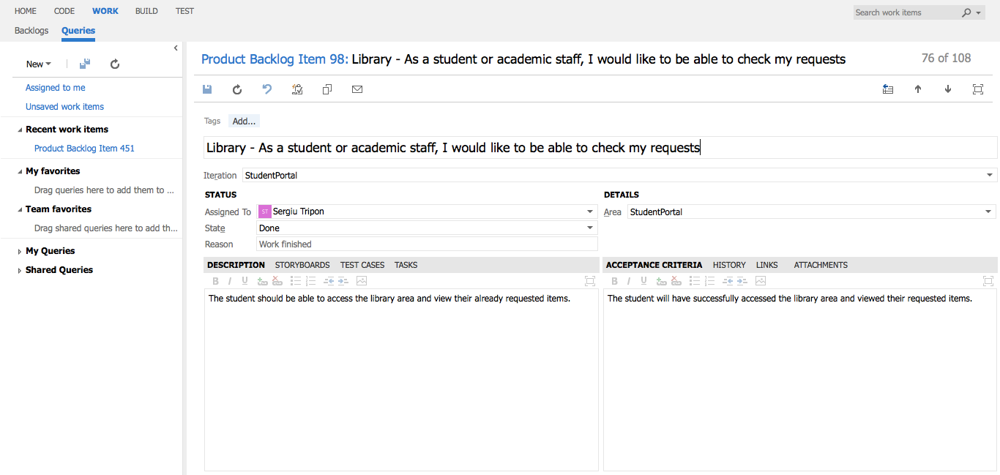 HOME CODE WORK BUILD TEST
Search work items
Backlogs Queries
New
Assigned to me
Unsaved work items
Recent work items
Product Backlog Item 451
My favorites
Drag queries here to add them to ...
Team favorites
Drag shared queries here to add th...
My Queries
Shared Queries
Product Backlog Item 98: Library - As a student or academic staff, I would like to be able to check my requests
76 of 108
Tags Add...
Library - As a student or academic staff, I would like to be able to check my requests
Iteration StudentPortal
STATUS
Assigned To ST Sergiu Tripon
State Done
Reason Work finished
DETAILS
Area StudentPortal
DESCRIPTION STORYBOARDS TEST CASES TASKS
B I U
The student should be able to access the library area and view their already requested items.
ACCEPTANCE CRITERIA HISTORY LINKS ATTACHMENTS
B I U
The student will have successfully accessed the library area and viewed their requested items.